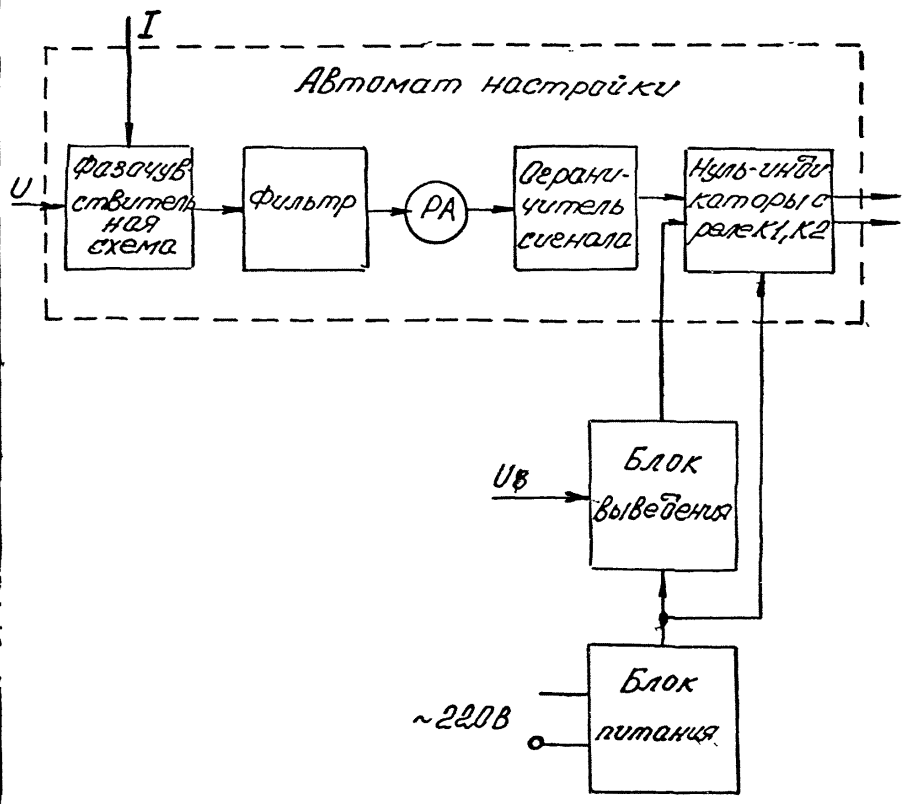 I
Автомат настройки
U
Фазочув
ствитель
ная
схема
Фильтр
PA
Ограни-
читель
сигнала
Нуль-инди
каторы с
реле К1, К2
Uв
Блок
выведения
~220В
Блок
питания